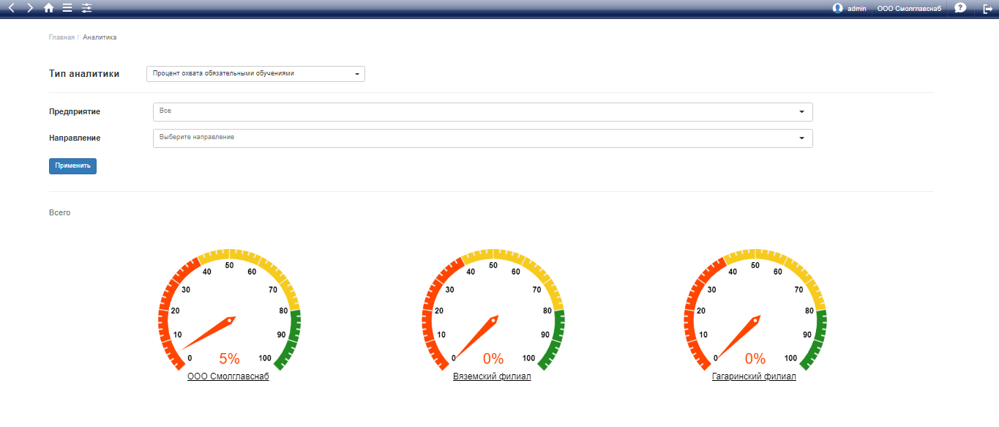 admin ООО Смолглавснаб ?
Главная / Аналитика
Тип аналитики Процент охвата обязательными обучениями
Предприятие Все
Направление Выберите направление
Применить
Всего
0 10 20 30 40 50 60 70 80 90 100
5%
ООО Смолглавснаб
0 10 20 30 40 50 60 70 80 90 100
0%
Вяземский филиал
0 10 20 30 40 50 60 70 80 90 100
0%
Гагаринский филиал